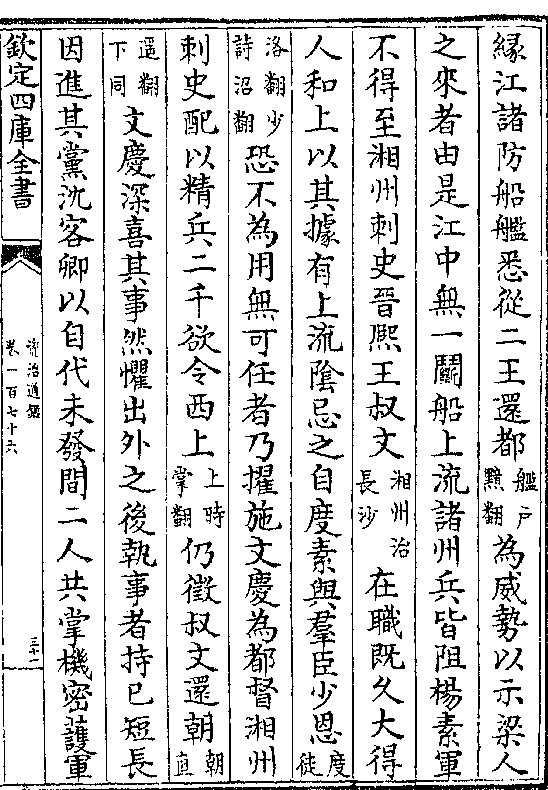 縁江諸防船艦悉從二王還都艦户黯翻為威勢以示梁人
之來者由是江中無一鬭船上流諸州兵皆阻楊素軍
不得至湘州刺史晉熙王叔文湘州治長沙在職既久大得
人和上以其據有上流陰忌之自度素與羣臣少恩度徒
洛翻少詩沼翻恐不為用無可任者乃擢施文慶為都督湘州
刺史配以精兵二千欲令西上上時掌翻仍徵叔文還朝朝直
遥翻下同文慶深喜其事然懼出外之後執事者持己短長
因進其黨沈客卿以自代未發間二人共掌機密護軍
欽定四庫全書
資治通鑑
卷一百七十六
三十二